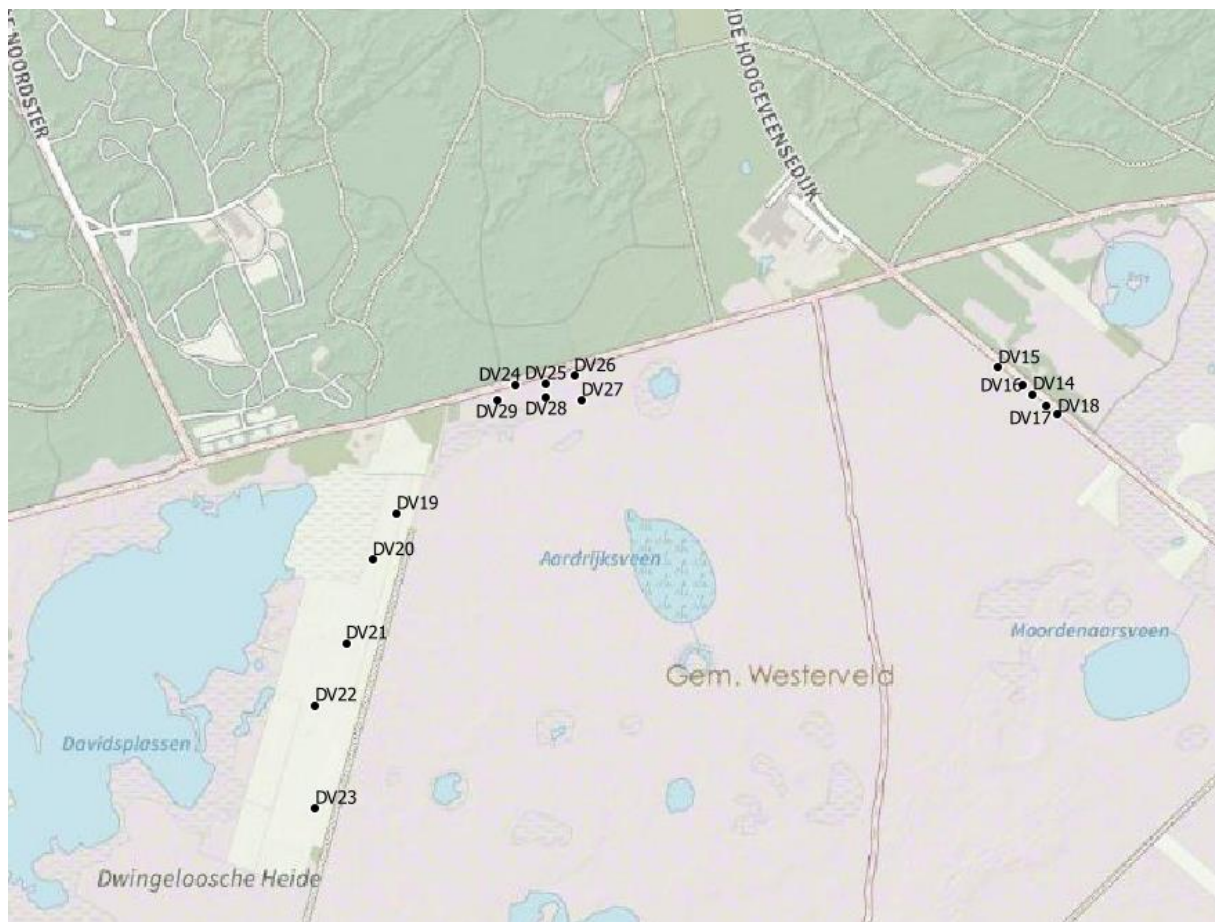 NOORDSTER
DE HOOGEVEENSEDIJK
DV15
DV26
DV24
DV25
DV16
DV14
DV27
DV29
DV28
DV17
DV18
DV19
DV20
Aardrijksveen
DV21
Moordenaarsveen
Gem. Westerveld
DV22
Davidsplassen
DV23
Dwingeloosche Heide